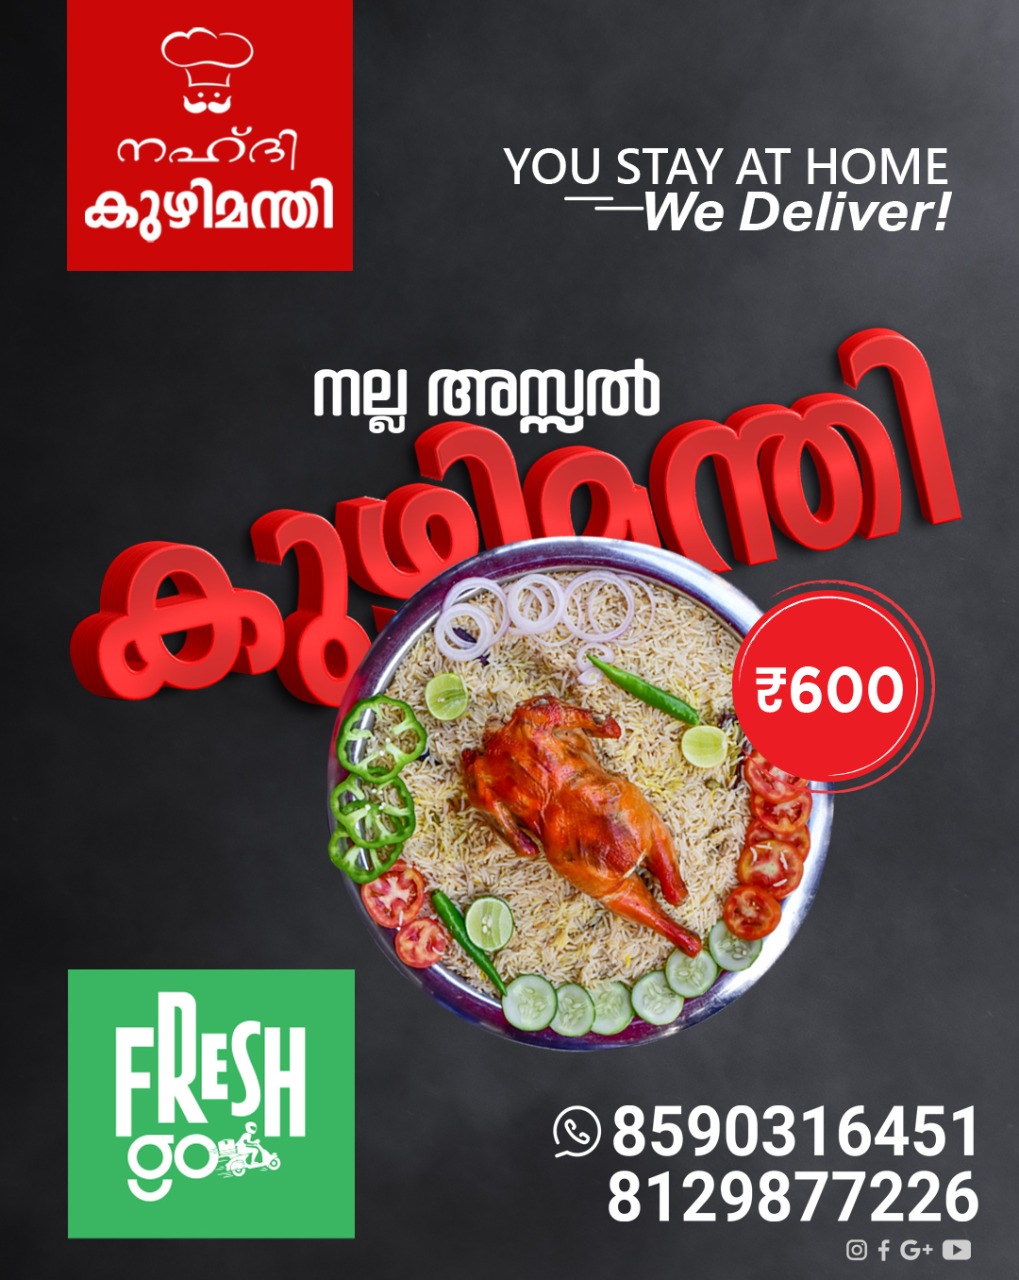 നഹ്ദി
കുഴിമന്തി
YOU STAY AT HOME
We Deliver!
നല്ല അസ്സൽ
കുഴിമന്തി
₹600
FRESH
go
8590316451
8129877226
G+